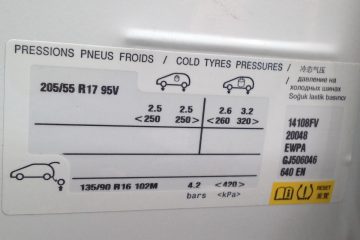 PRESSIONS PNEUS FROIDS / COLD TYRES PRESSURES / 冷态气压
давление на
холодных шинах
Soğuk lastik basıncı
205/55 R17 95V
2.5 2.5 2.6 3.2
<250 250> <260 320>
14108FV
20048
EWPA
GJ506046
640 EN
135/90 R16 102M 4.2 <420>
bars <kPa>
RESET